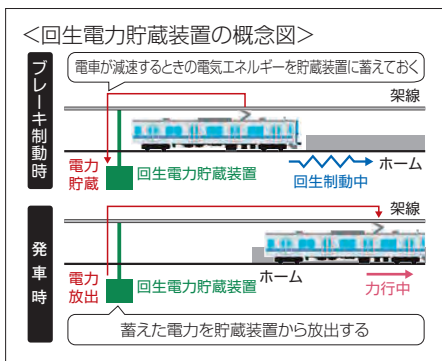 ＜回生電力貯蔵装置の概念図＞
ブレーキ制動時
電車が減速するときの電気エネルギーを貯蔵装置に蓄えておく
架線
電力
貯蔵
回生電力貯蔵装置
ホーム
回生制動中
発車時
架線
電力
放出
回生電力貯蔵装置
ホーム
力行中
蓄えた電力を貯蔵装置から放出する